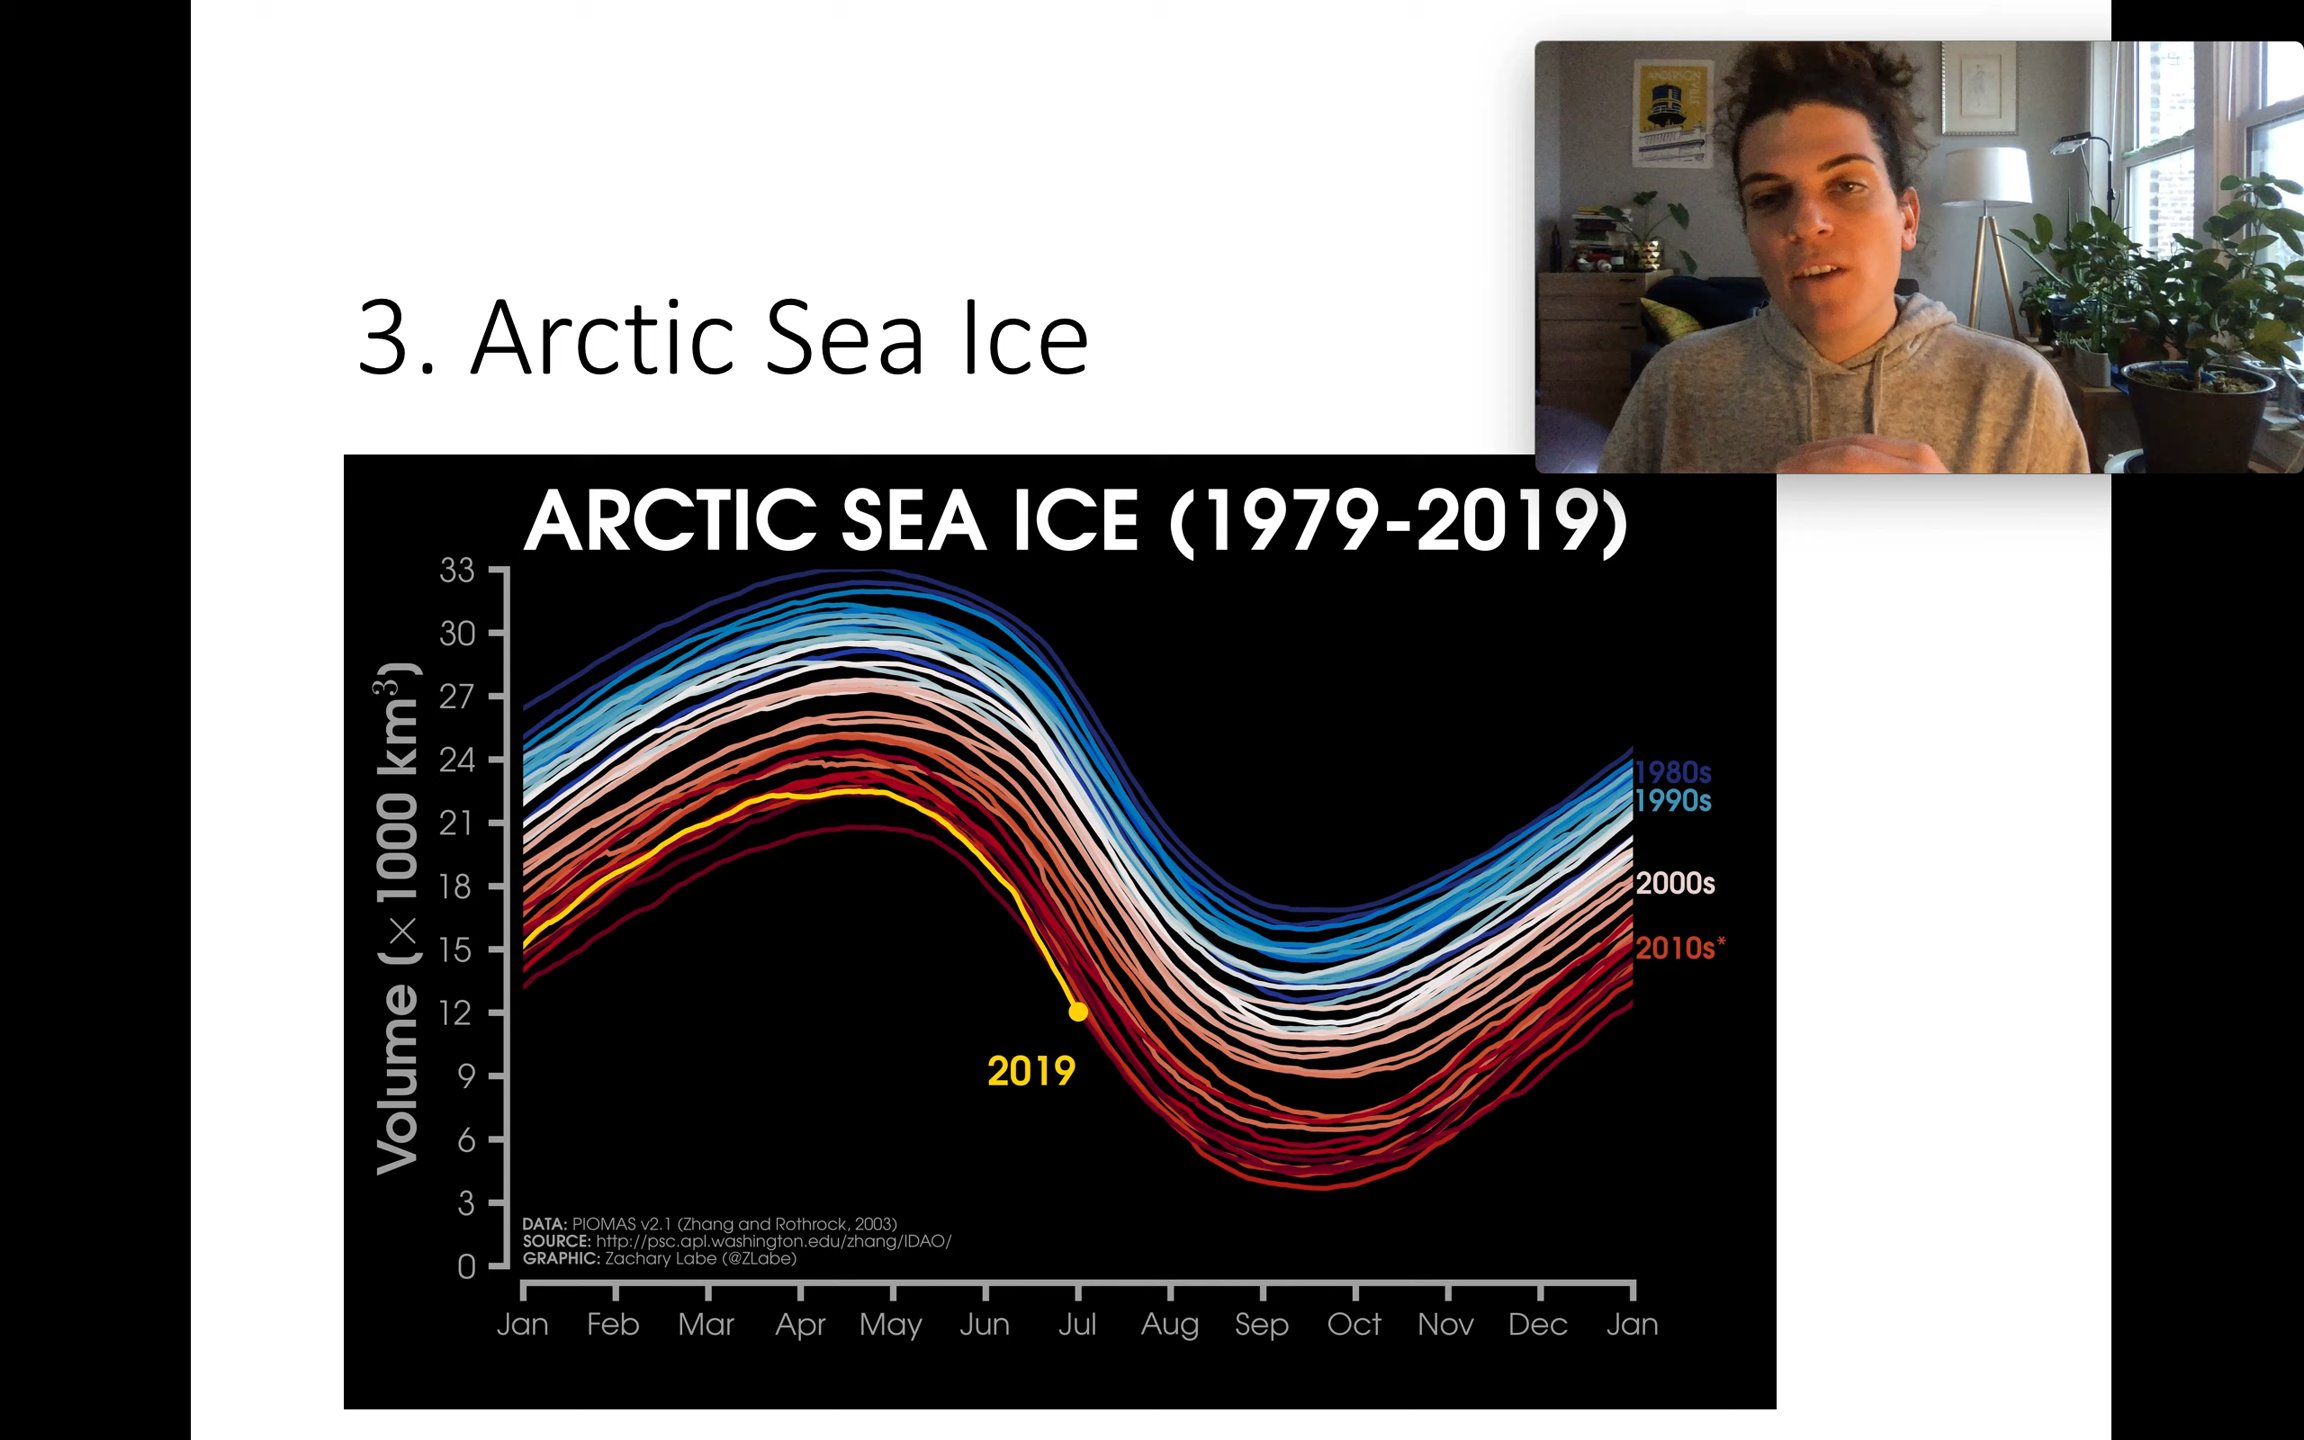 3. Arctic Sea Ice
ANDERSON
ARCTIC SEA ICE (1979-2019)
Volume (× 1000 km³)
33
30
27
24
21
18
15
12
9
6
3
0
1980s
1990s
2000s
2010s*
2019
DATA: PIOMAS v2.1 (Zhang and Rothrock, 2003)
SOURCE: http://psc.apl.washington.edu/zhang/IDAO/
GRAPHIC: Zachary Labe (@ZLabe)
Jan Feb Mar Apr May Jun Jul Aug Sep Oct Nov Dec Jan